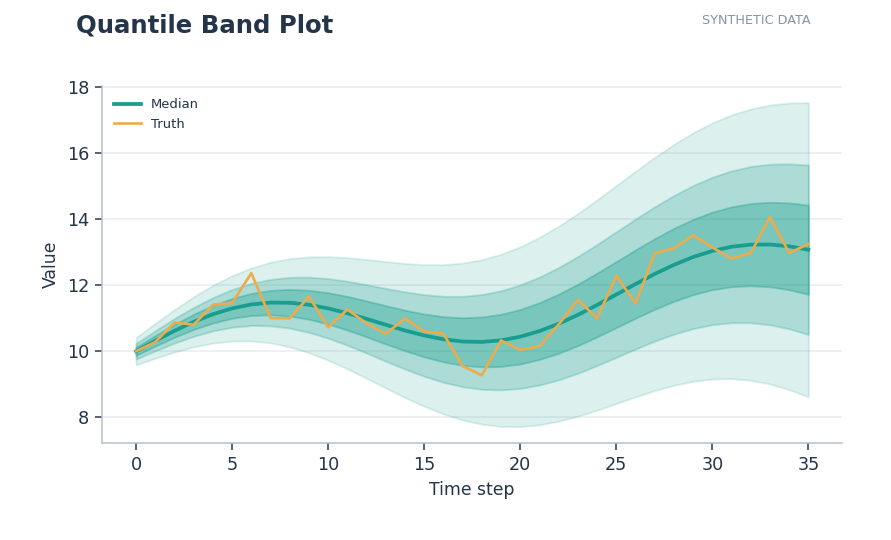 Quantile Band Plot
SYNTHETIC DATA
Median
Truth
Value
18
16
14
12
10
8
0 5 10 15 20 25 30 35
Time step